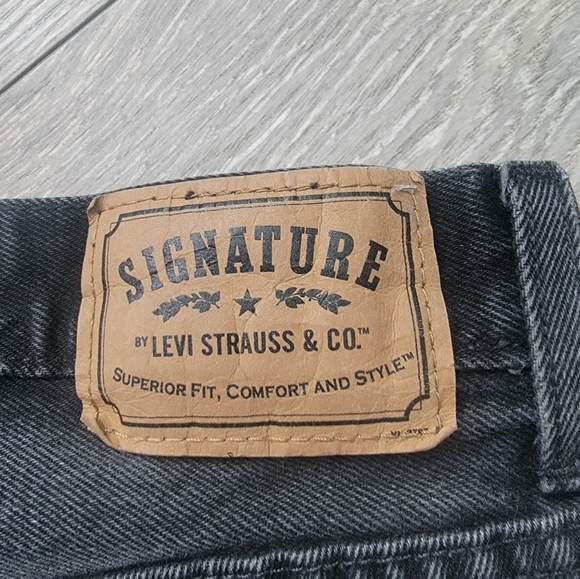 SIGNATURE
BY LEVI STRAUSS & CO.™
SUPERIOR FIT, COMFORT AND STYLE™